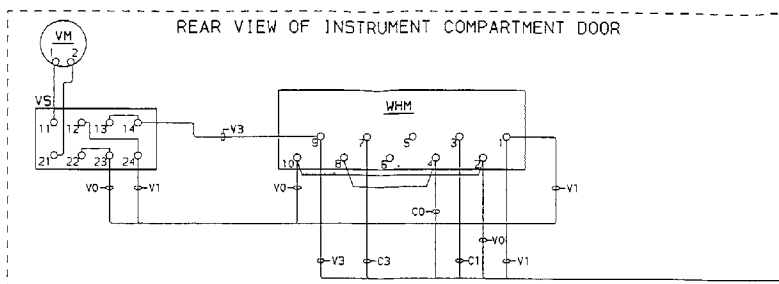 REAR VIEW OF INSTRUMENT COMPARTMENT DOOR
VM
1 2
VS
WHM
11 12 13 14
V3
9 7 5 3 1
21 22 23 24
10 8 6 4 2
V0 V1 V0 V1
C0
V0
V3 C3 C1 V1